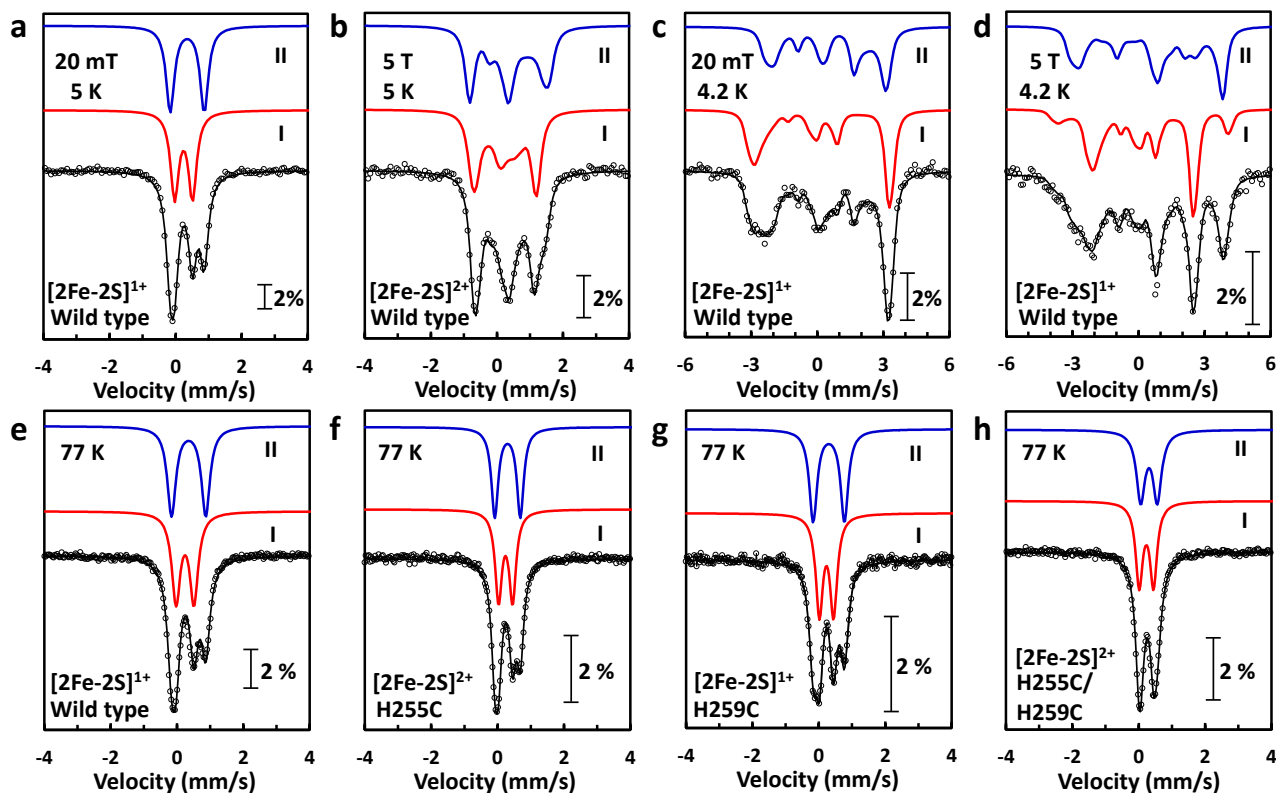 a
II
20 mT
5 K
I
[2Fe-2S]1+
Wild type
2%
-4 -2 0 2 4
Velocity (mm/s)
b
II
5 T
5 K
I
[2Fe-2S]2+
Wild type
2%
-4 -2 0 2 4
Velocity (mm/s)
c
II
20 mT
4.2 K
I
[2Fe-2S]1+
Wild type
2%
-6 -3 0 3 6
Velocity (mm/s)
d
II
5 T
4.2 K
I
[2Fe-2S]1+
Wild type
2%
-6 -3 0 3 6
Velocity (mm/s)
e
77 K
II
I
[2Fe-2S]1+
Wild type
2 %
-4 -2 0 2 4
Velocity (mm/s)
f
77 K
II
I
[2Fe-2S]2+
H255C
2 %
-4 -2 0 2 4
Velocity (mm/s)
g
77 K
II
I
[2Fe-2S]1+
H259C
2 %
-4 -2 0 2 4
Velocity (mm/s)
h
77 K
II
I
[2Fe-2S]2+
H255C/
H259C
2 %
-4 -2 0 2 4
Velocity (mm/s)